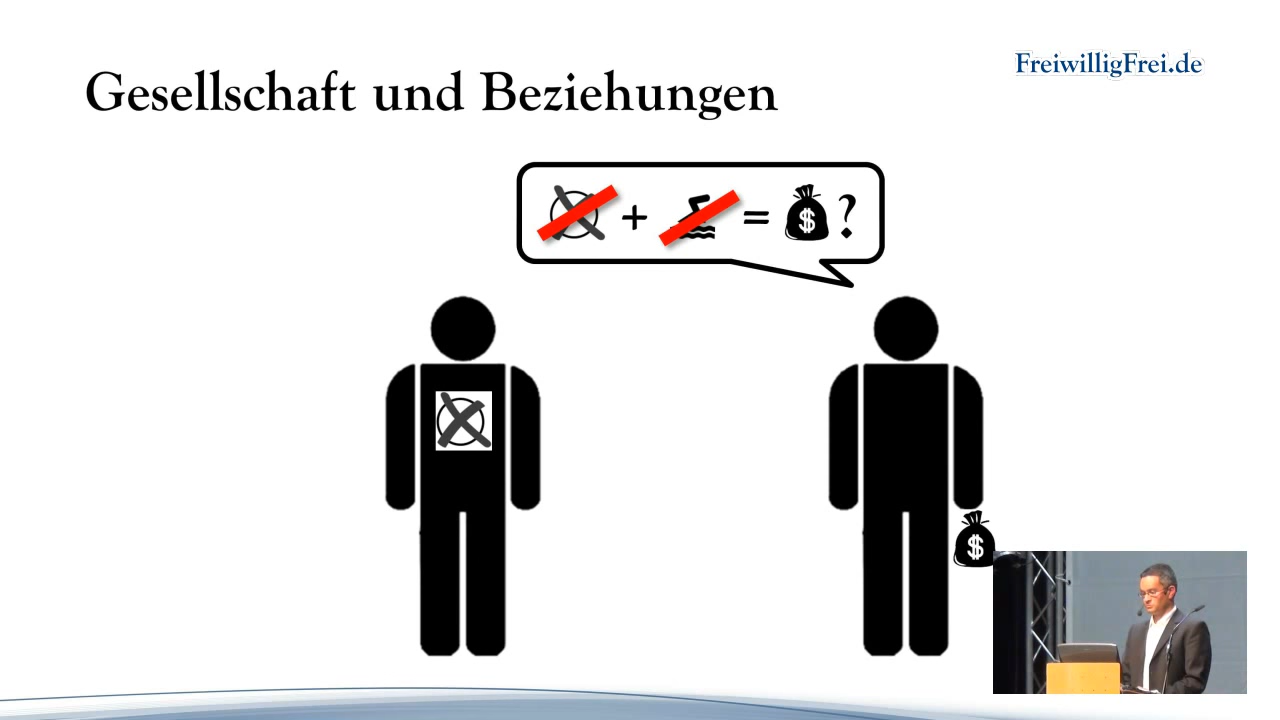 Gesellschaft und Beziehungen
FreiwilligFrei.de
+ = $ ?
$